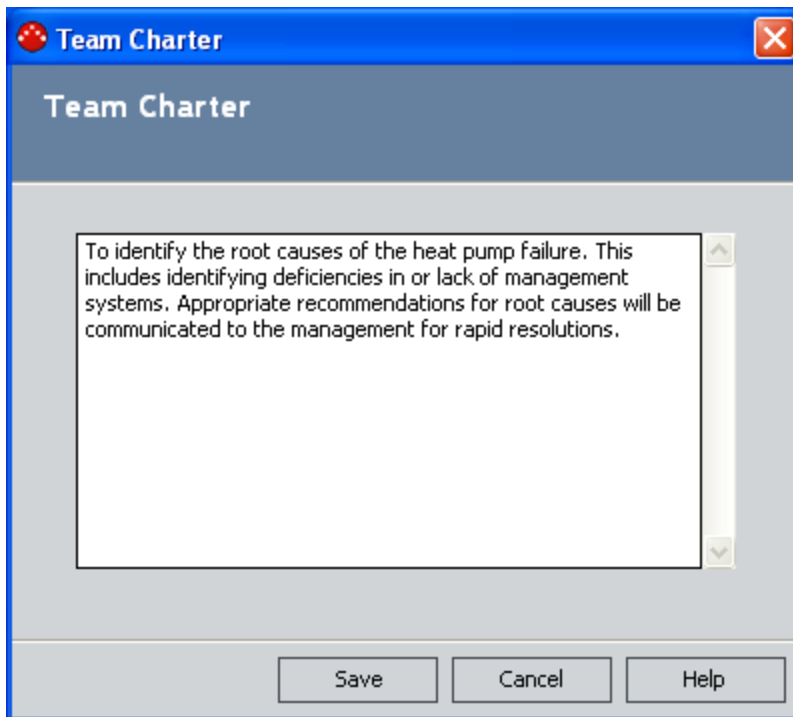 Team Charter
Team Charter
To identify the root causes of the heat pump failure. This
includes identifying deficiencies in or lack of management
systems. Appropriate recommendations for root causes will be
communicated to the management for rapid resolutions.
Save
Cancel
Help